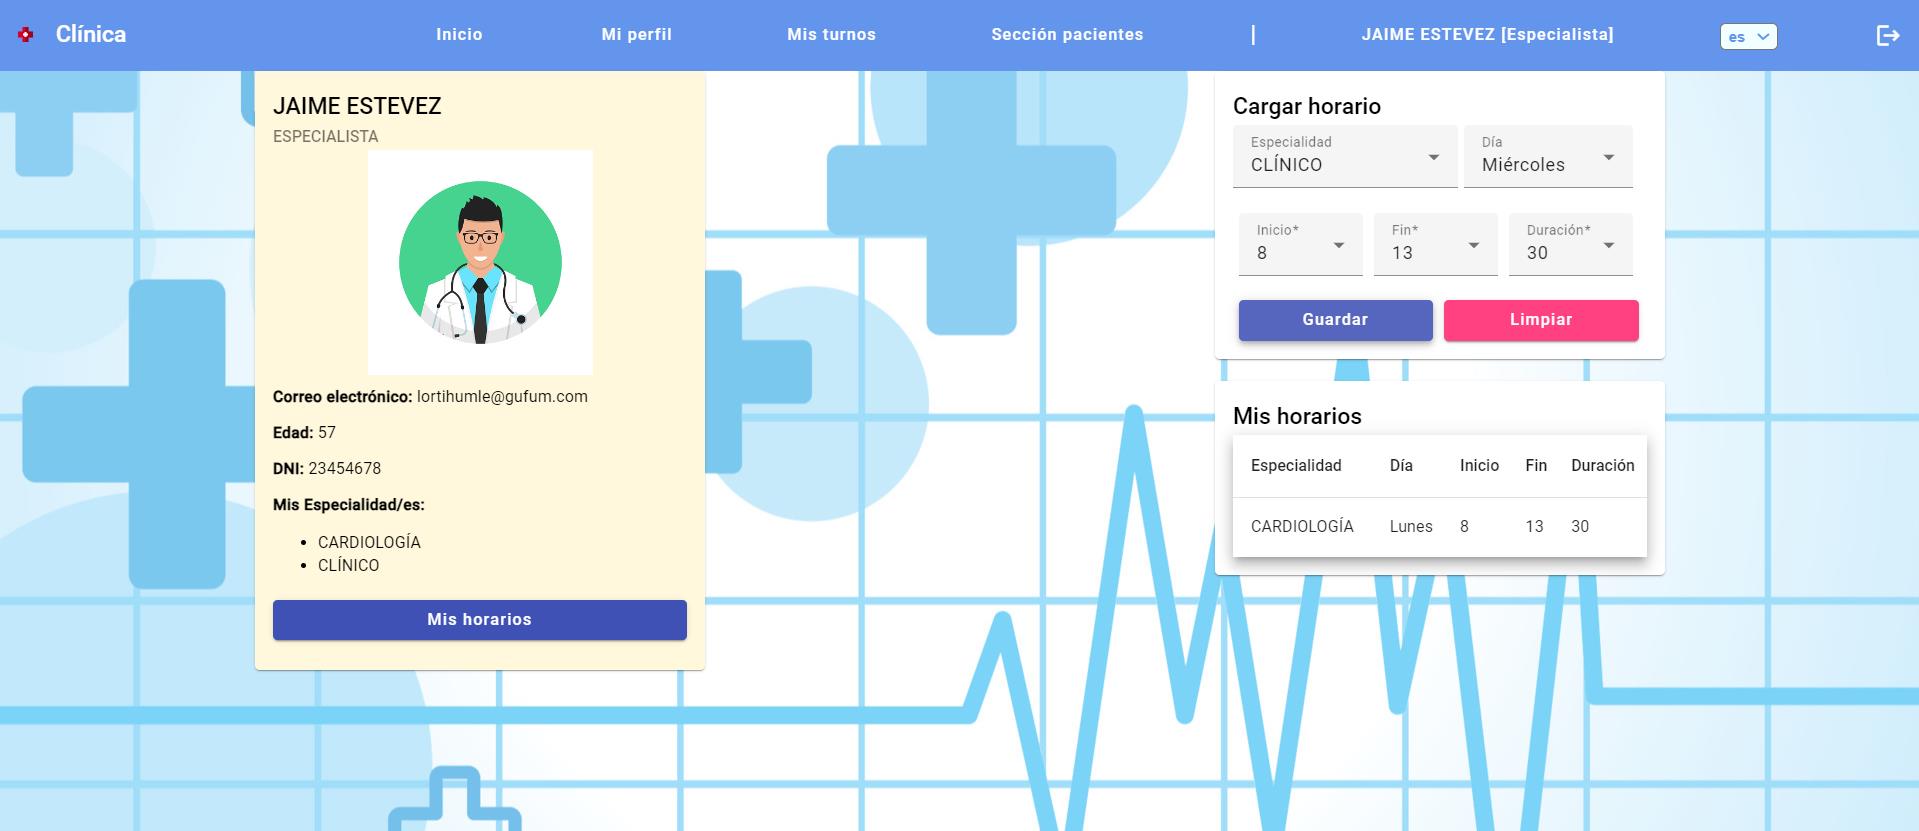 Clínica Inicio Mi perfil Mis turnos Sección pacientes | JAIME ESTEVEZ [Especialista] es
JAIME ESTEVEZ
ESPECIALISTA
Correo electrónico: lortihumle@gufum.com
Edad: 57
DNI: 23454678
Mis Especialidad/es:
• CARDIOLOGÍA
• CLÍNICO
Mis horarios
Cargar horario
Especialidad Día
CLÍNICO Miércoles
Inicio* Fin* Duración*
8 13 30
Guardar Limpiar
Mis horarios
Especialidad Día Inicio Fin Duración
CARDIOLOGÍA Lunes 8 13 30